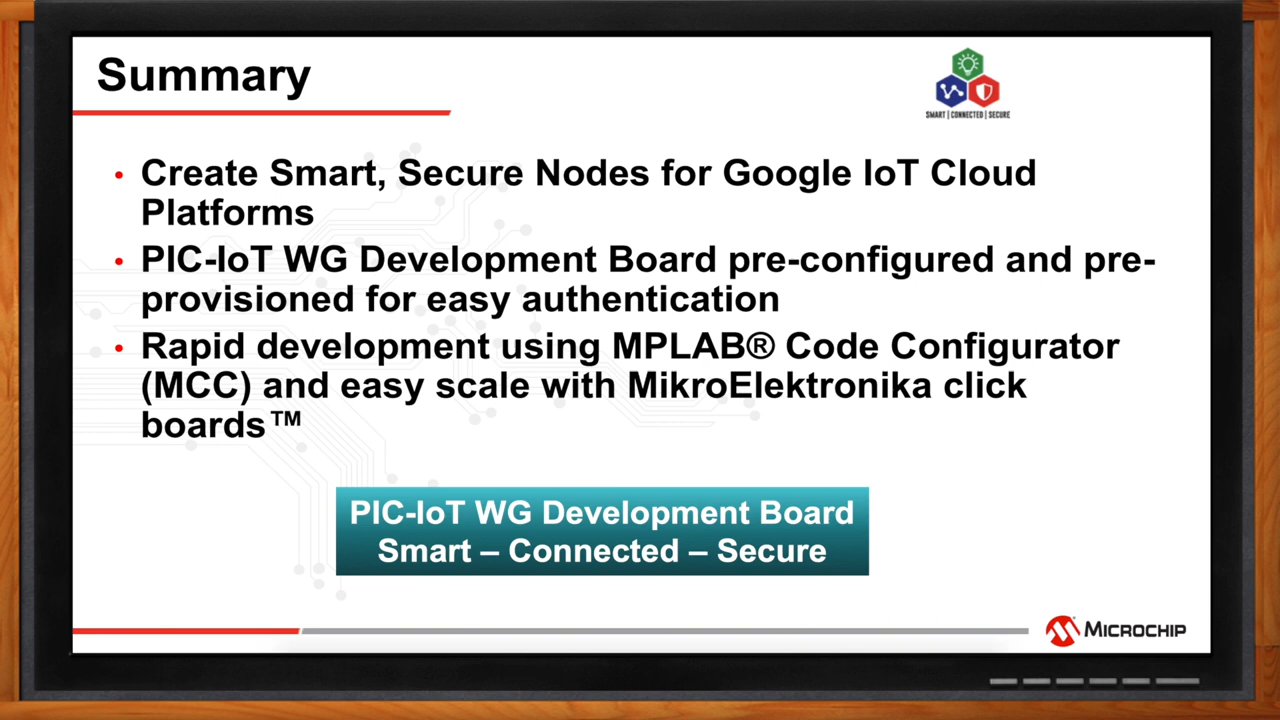 Summary
SMART | CONNECTED | SECURE
• Create Smart, Secure Nodes for Google IoT Cloud
Platforms
• PIC-IoT WG Development Board pre-configured and pre-
provisioned for easy authentication
• Rapid development using MPLAB® Code Configurator
(MCC) and easy scale with MikroElektronika click
boards™
PIC-IoT WG Development Board
Smart – Connected – Secure
MICROCHIP